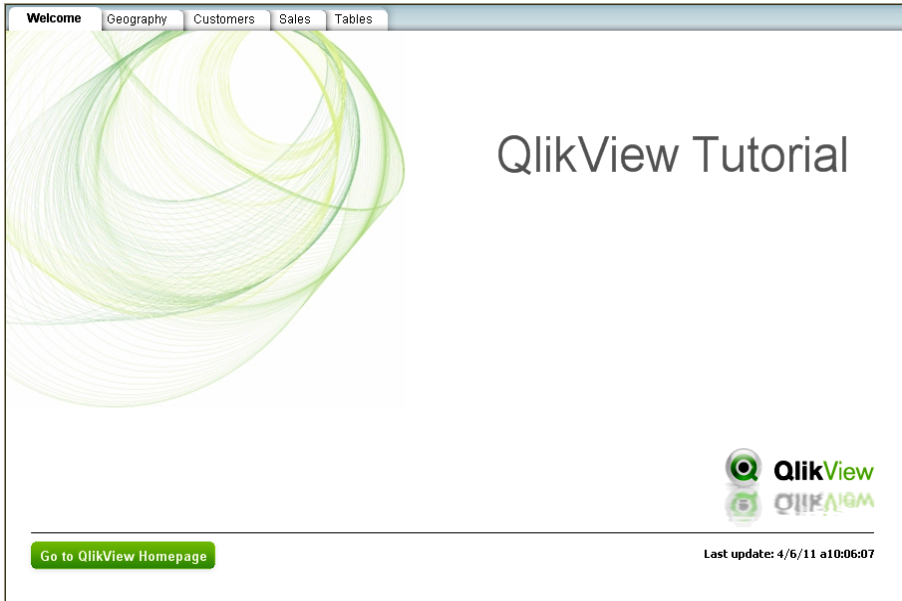 Welcome Geography Customers Sales Tables
QlikView Tutorial
QlikView
Go to QlikView Homepage
Last update: 4/6/11 a10:06:07